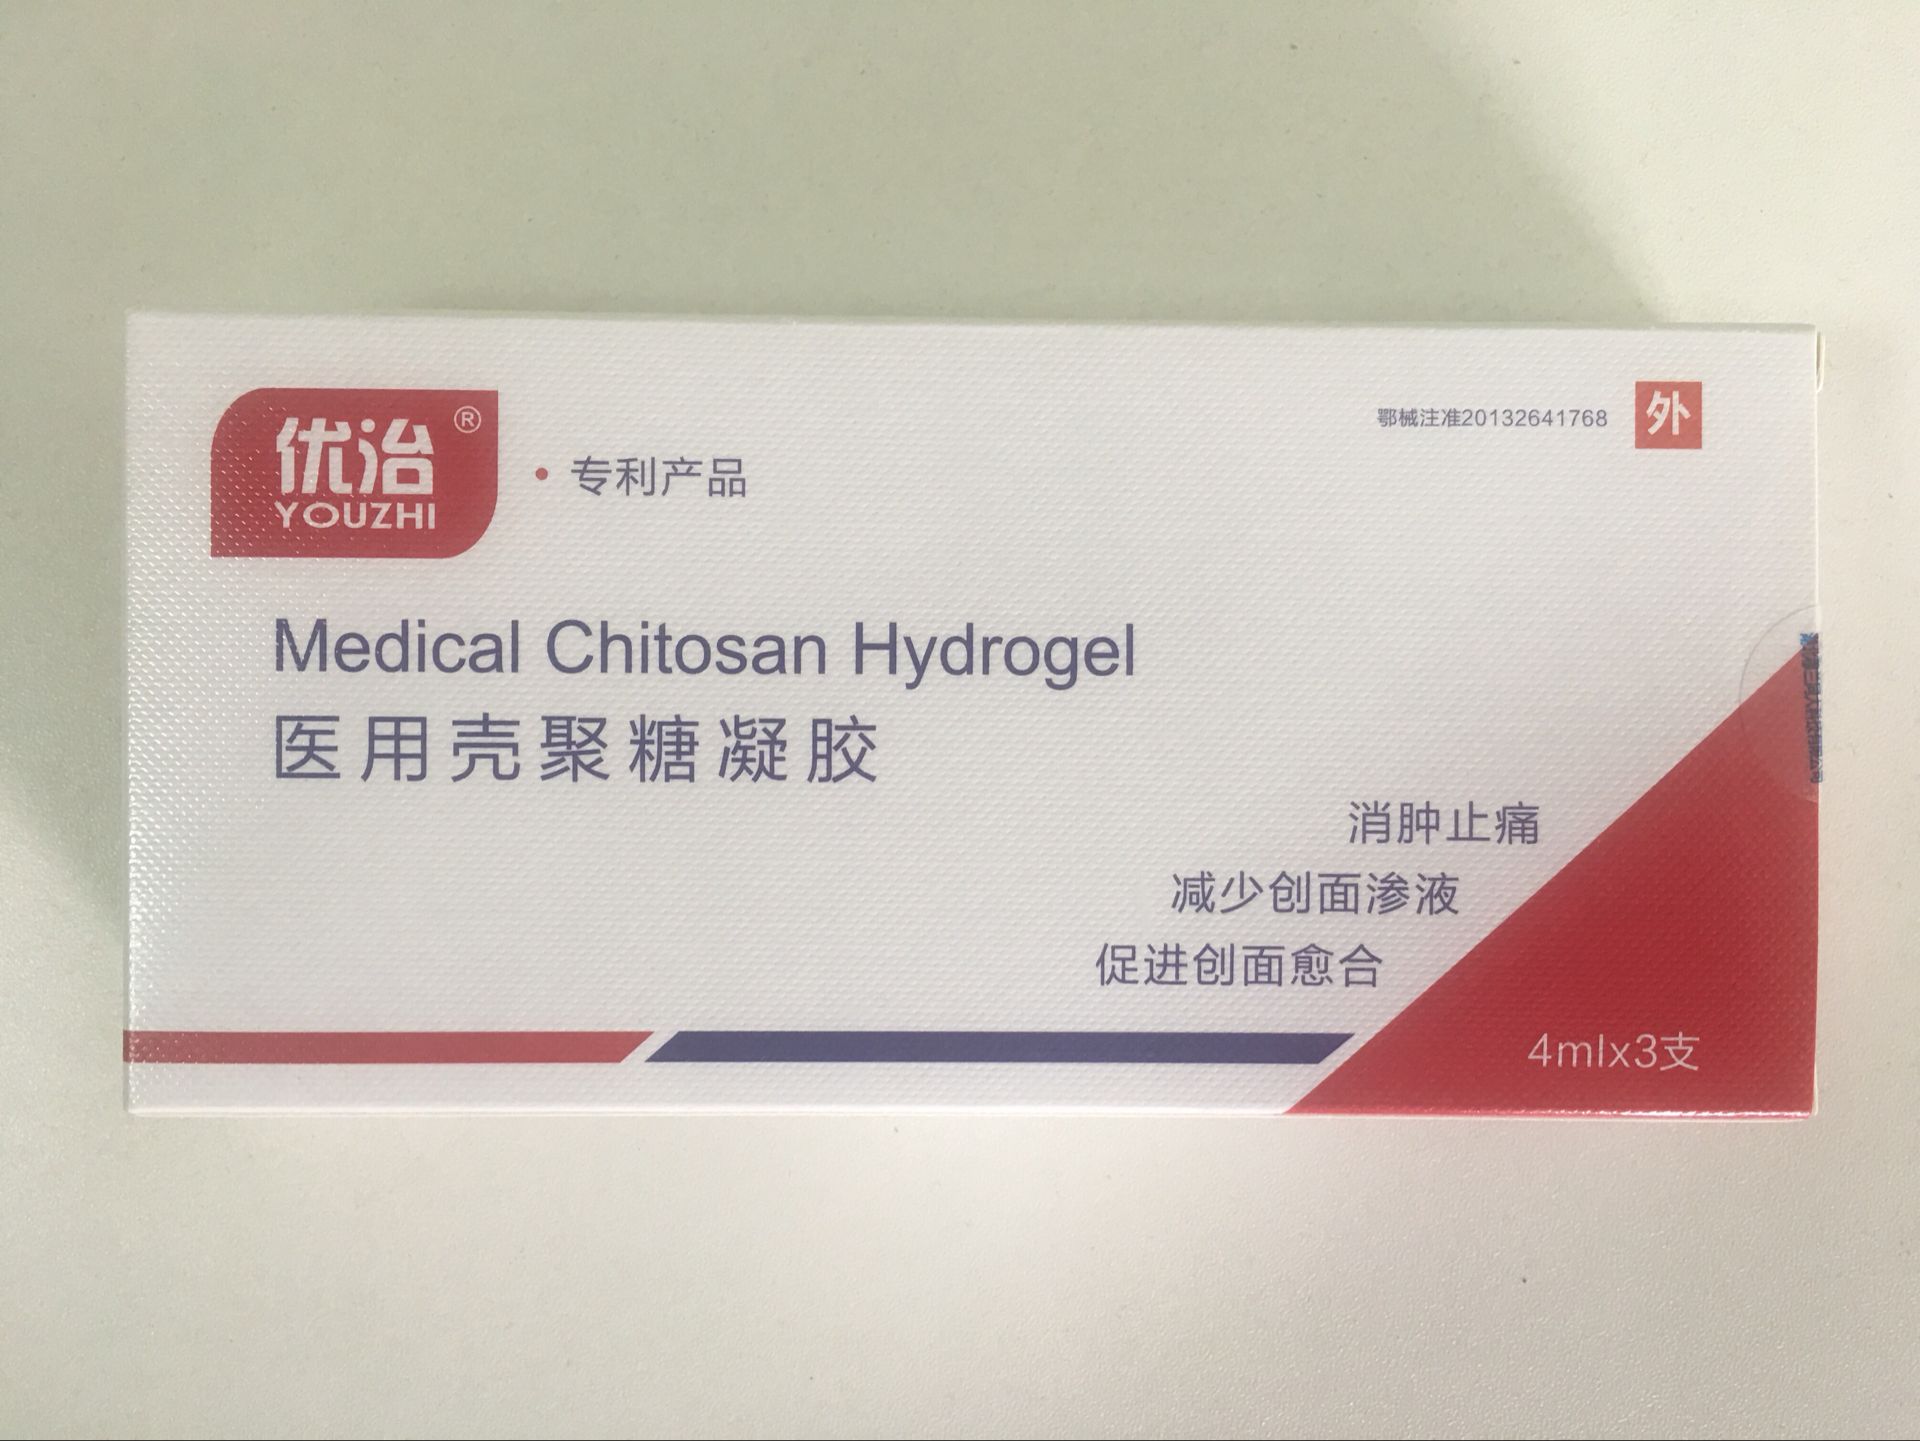 优治®
YOUZHI
·专利产品
鄂械注准20132641768
外
Medical Chitosan Hydrogel
医用壳聚糖凝胶
消肿止痛
减少创面渗液
促进创面愈合
4mlx3支